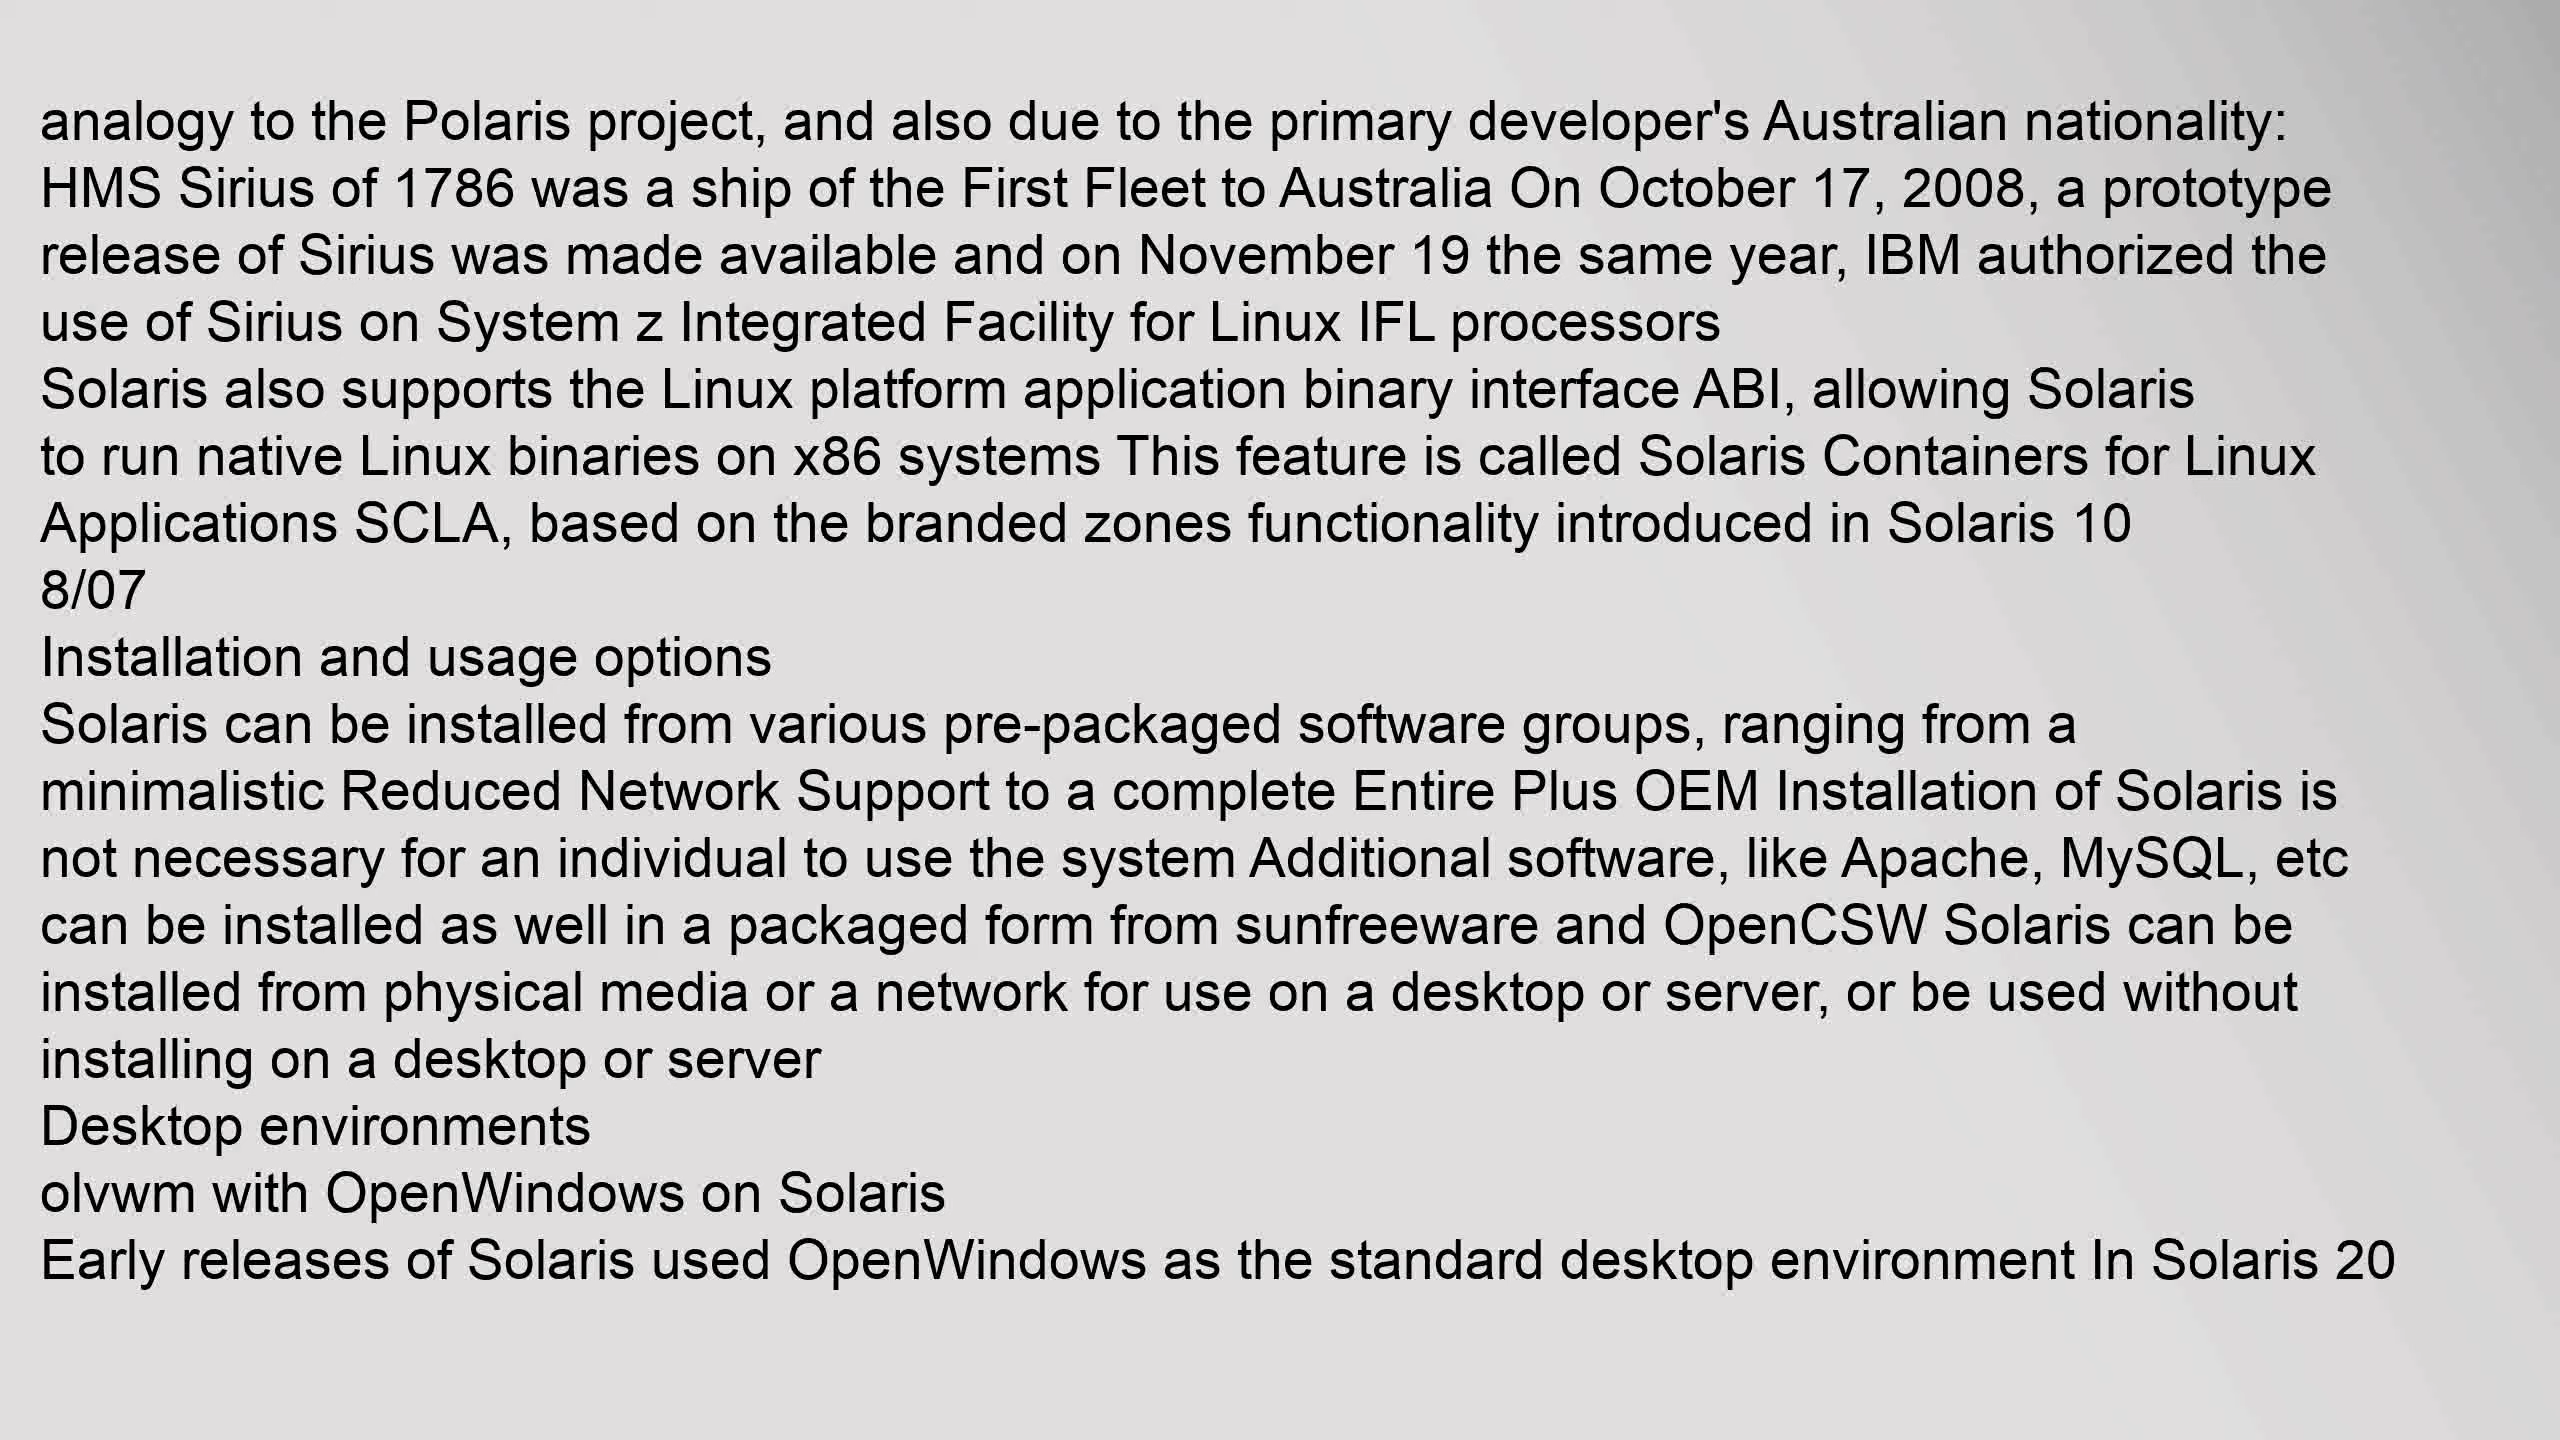 analogy to the Polaris project, and also due to the primary developer's Australian nationality:
HMS Sirius of 1786 was a ship of the First Fleet to Australia On October 17, 2008, a prototype
release of Sirius was made available and on November 19 the same year, IBM authorized the
use of Sirius on System z Integrated Facility for Linux IFL processors
Solaris also supports the Linux platform application binary interface ABI, allowing Solaris
to run native Linux binaries on x86 systems This feature is called Solaris Containers for Linux
Applications SCLA, based on the branded zones functionality introduced in Solaris 10
8/07
Installation and usage options
Solaris can be installed from various pre-packaged software groups, ranging from a
minimalistic Reduced Network Support to a complete Entire Plus OEM Installation of Solaris is
not necessary for an individual to use the system Additional software, like Apache, MySQL, etc
can be installed as well in a packaged form from sunfreeware and OpenCSW Solaris can be
installed from physical media or a network for use on a desktop or server, or be used without
installing on a desktop or server
Desktop environments
olvwm with OpenWindows on Solaris
Early releases of Solaris used OpenWindows as the standard desktop environment In Solaris 20